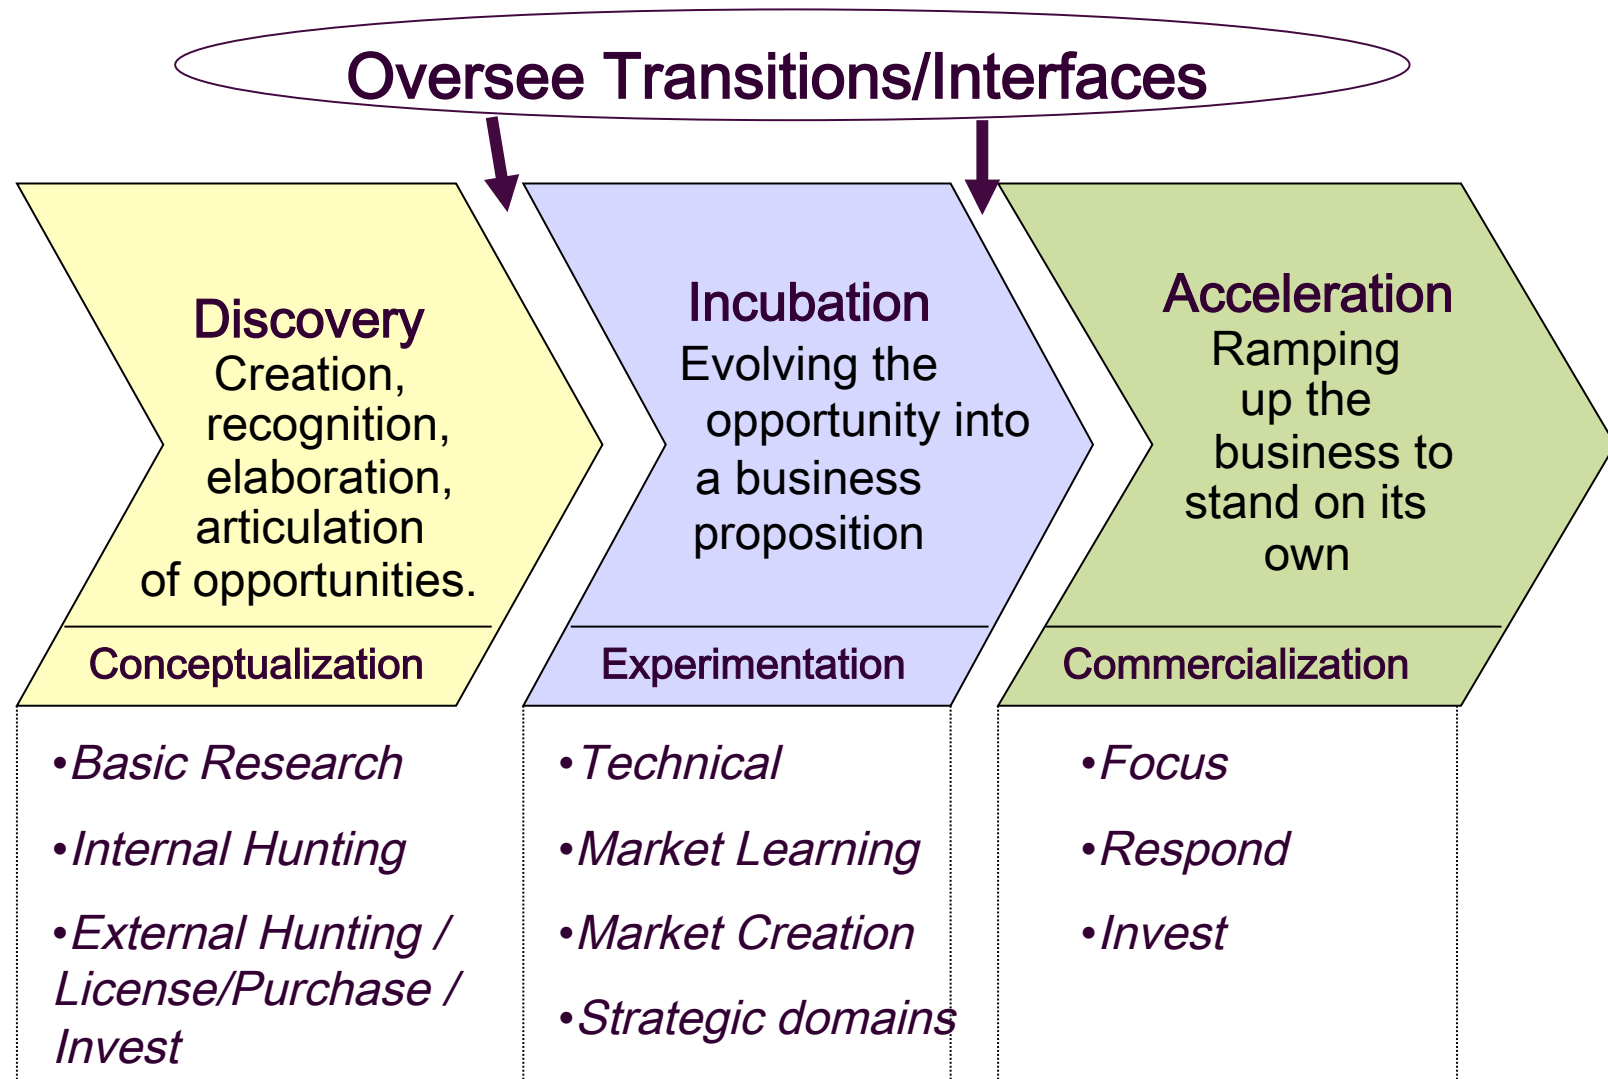 Oversee Transitions/Interfaces
Discovery
Creation,
recognition,
elaboration,
articulation
of opportunities.
Conceptualization
•Basic Research
•Internal Hunting
•External Hunting /
License/Purchase /
Invest
Incubation
Evolving the
opportunity into
a business
proposition
Experimentation
•Technical
•Market Learning
•Market Creation
•Strategic domains
Acceleration
Ramping
up the
business to
stand on its
own
Commercialization
•Focus
•Respond
•Invest